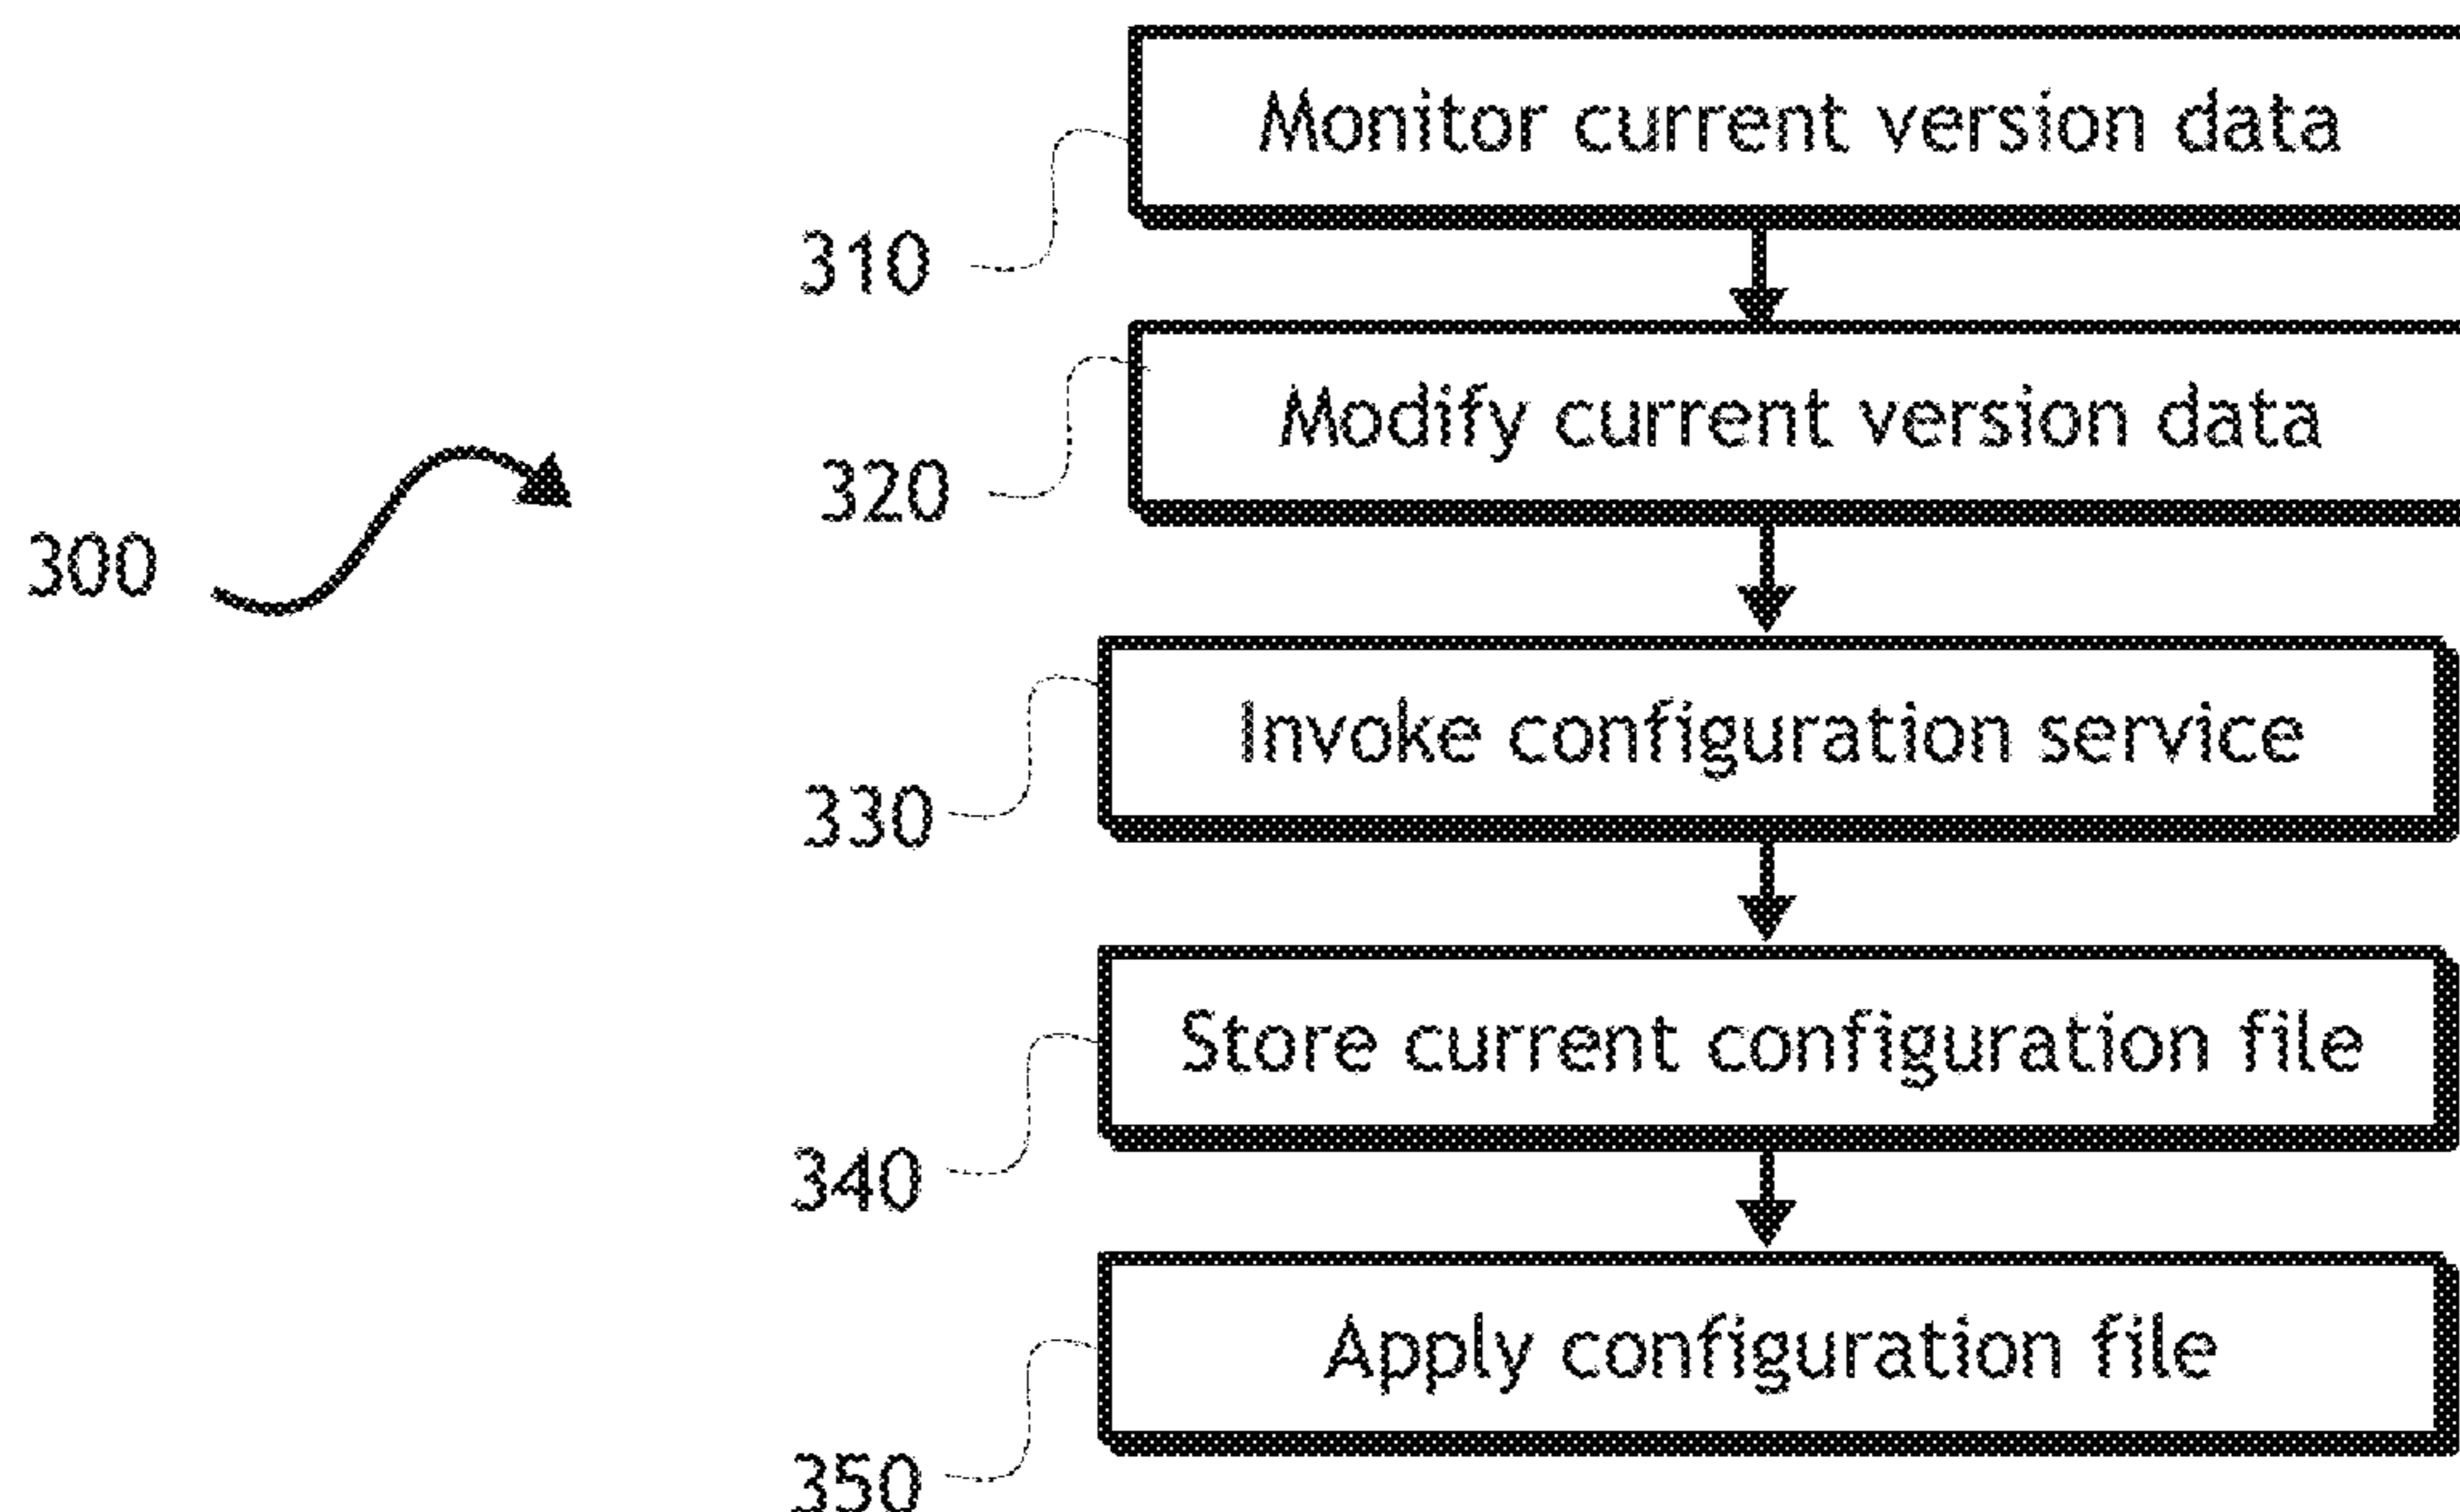 Monitor current version data
310
Modify current version data
320
300
Invoke configuration service
330
Store current configuration file
340
Apply configuration file
350